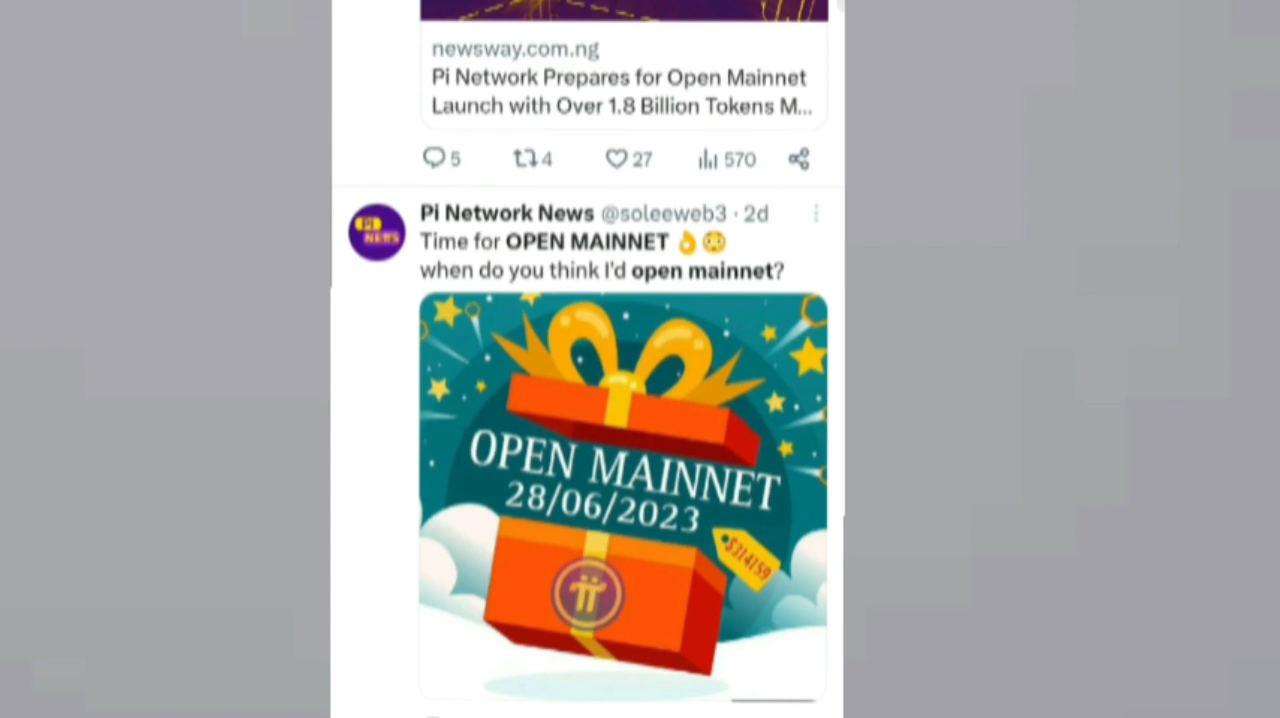 newsway.com.ng
Pi Network Prepares for Open Mainnet
Launch with Over 1.8 Billion Tokens M...
5 4 27 570
Pi Network News @soleeweb3 · 2d
Time for OPEN MAINNET 👌😳
when do you think I'd open mainnet?
PI
NEWS
OPEN MAINNET
28/06/2023
$314159